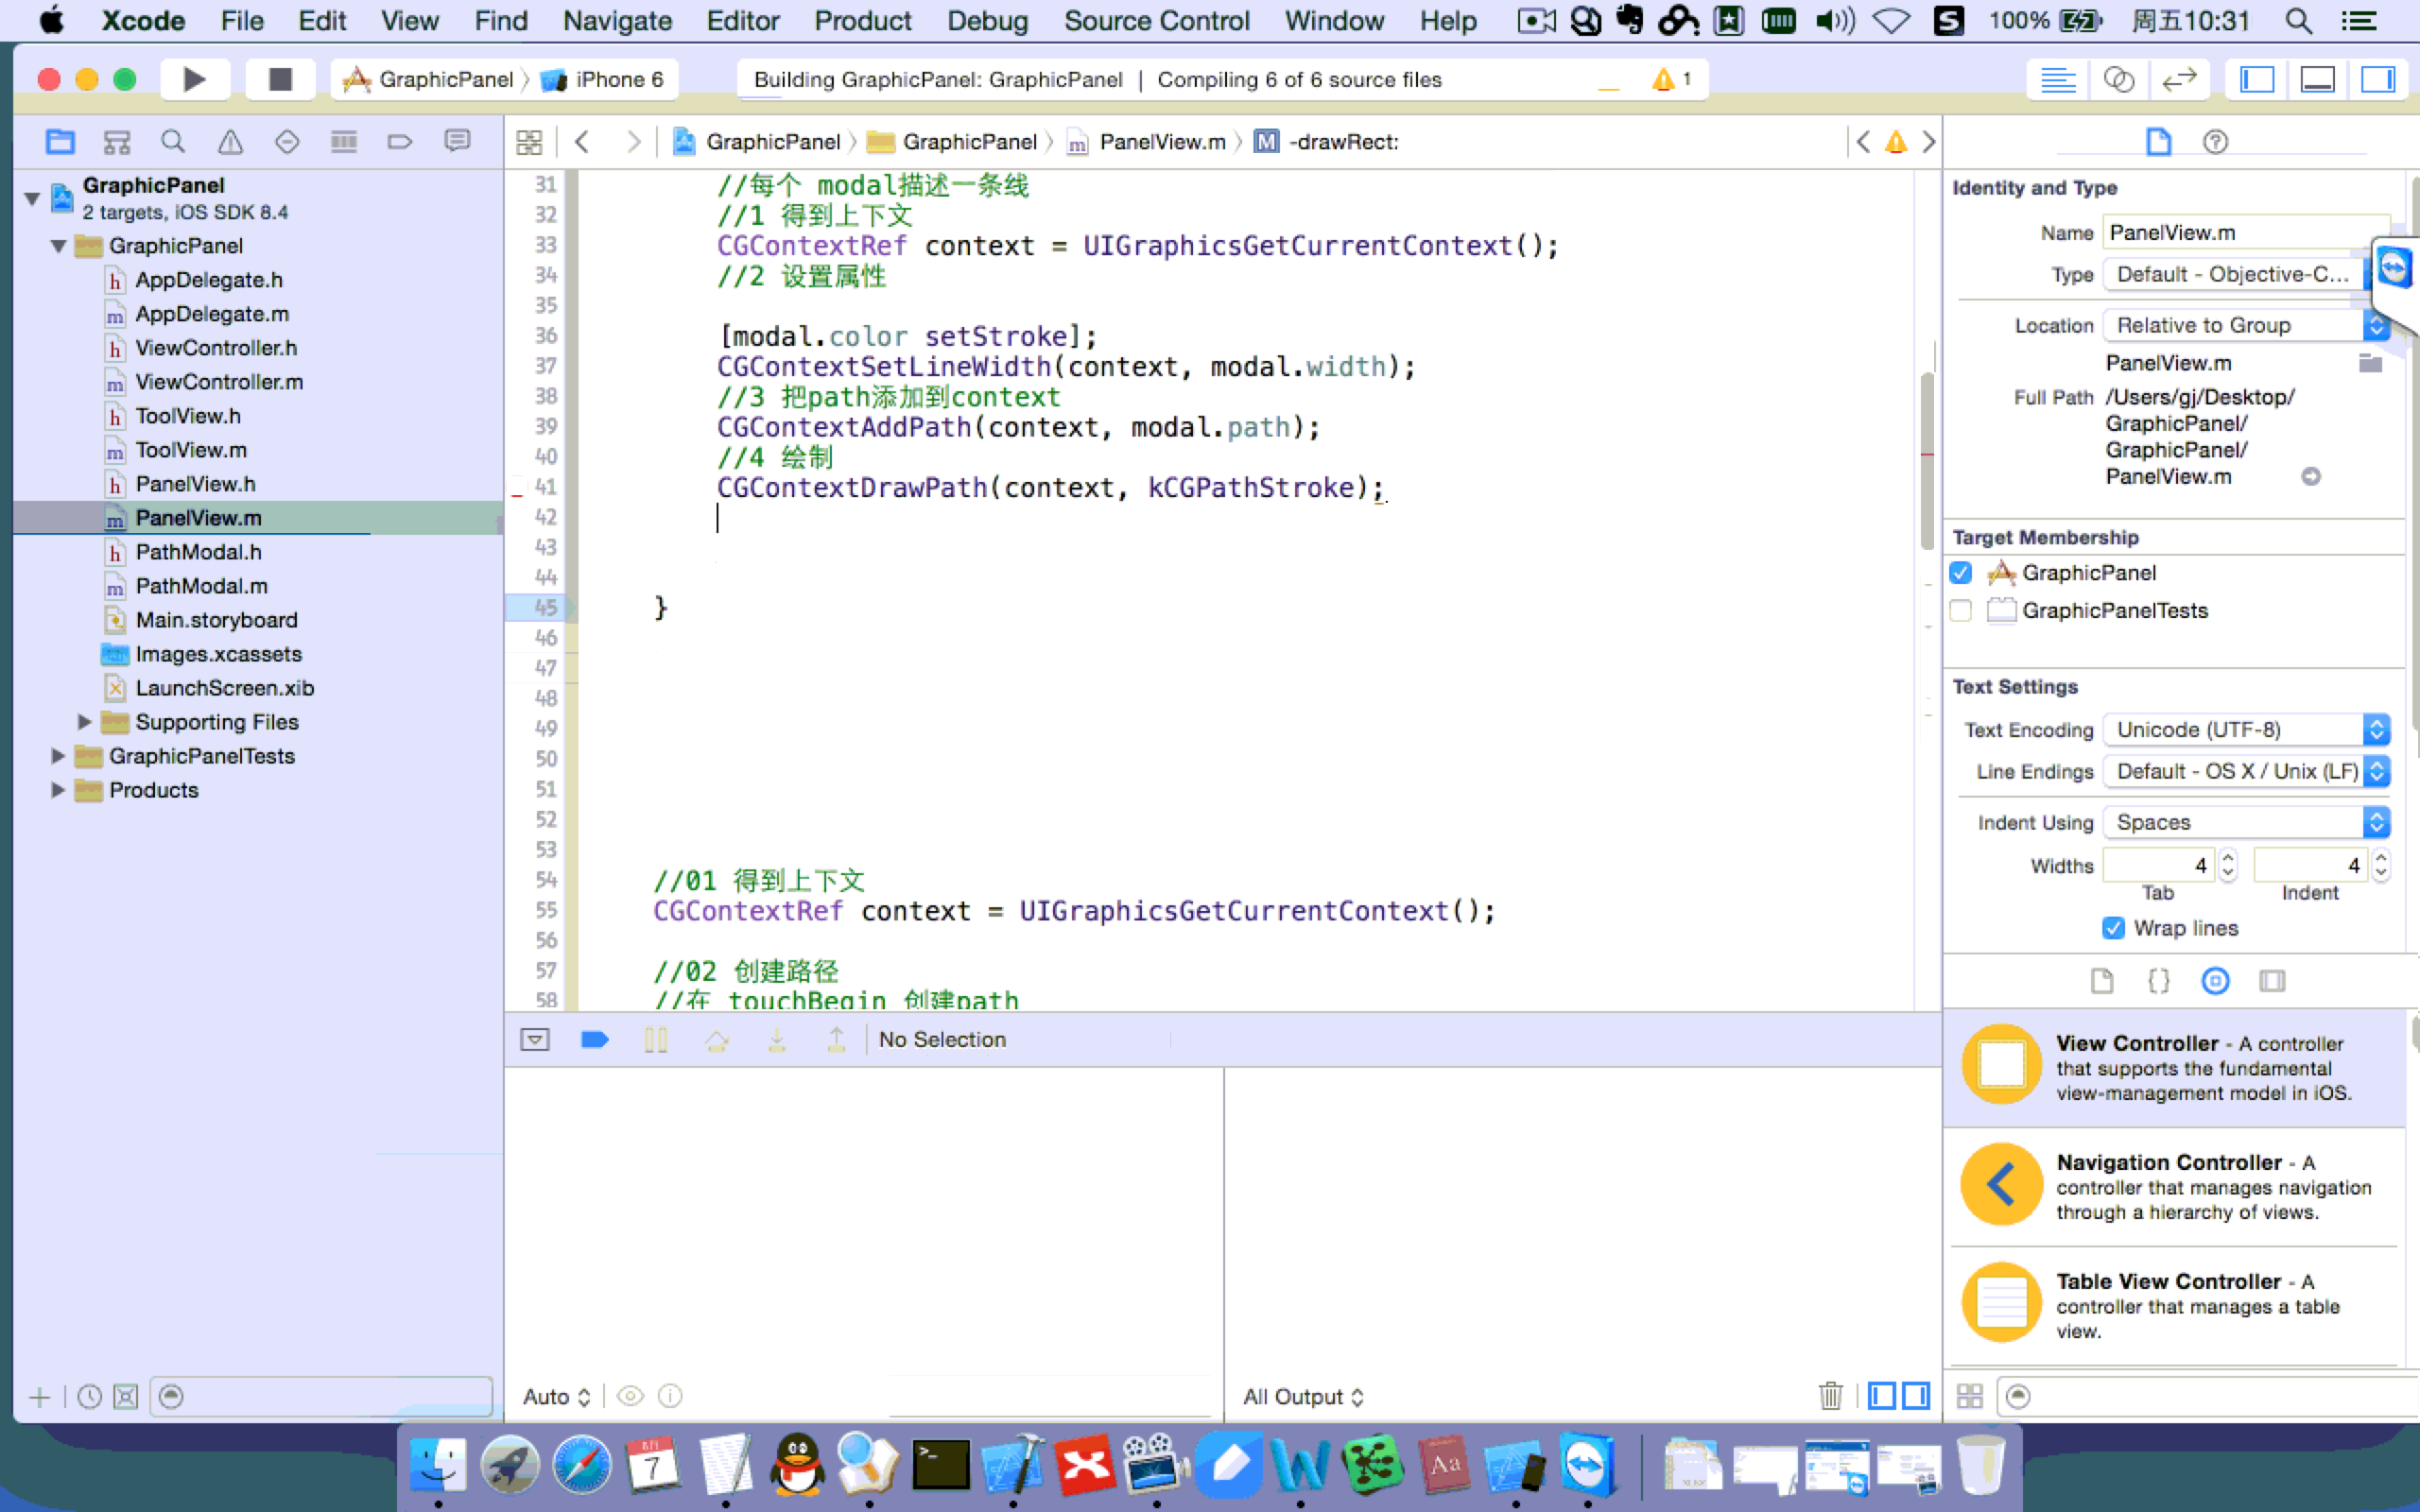 Xcode File Edit View Find Navigate Editor Product Debug Source Control Window Help 100% 周五10:31
GraphicPanel iPhone 6
Building GraphicPanel: GraphicPanel | Compiling 6 of 6 source files
1
GraphicPanel GraphicPanel PanelView.m M -drawRect:
GraphicPanel
2 targets, iOS SDK 8.4
GraphicPanel
h AppDelegate.h
m AppDelegate.m
h ViewController.h
m ViewController.m
h ToolView.h
m ToolView.m
h PanelView.h
m PanelView.m
h PathModal.h
m PathModal.m
Main.storyboard
Images.xcassets
LaunchScreen.xib
Supporting Files
GraphicPanelTests
Products
31 //每个 modal描述一条线
32 //1 得到上下文
33 CGContextRef context = UIGraphicsGetCurrentContext();
34 //2 设置属性
35
36 [modal.color setStroke];
37 CGContextSetLineWidth(context, modal.width);
38 //3 把path添加到context
39 CGContextAddPath(context, modal.path);
40 //4 绘制
41 CGContextDrawPath(context, kCGPathStroke);
42
43
44
45 }
46
47
48
49
50
51
52
53
54 //01 得到上下文
55 CGContextRef context = UIGraphicsGetCurrentContext();
56
57 //02 创建路径
58 //在 touchBegin 创建path
No Selection
Auto
All Output
Identity and Type
Name PanelView.m
Type Default - Objective-C...
Location Relative to Group
PanelView.m
Full Path /Users/gj/Desktop/
GraphicPanel/
GraphicPanel/
PanelView.m
Target Membership
GraphicPanel
GraphicPanelTests
Text Settings
Text Encoding Unicode (UTF-8)
Line Endings Default - OS X / Unix (LF)
Indent Using Spaces
Widths 4 4
Tab Indent
Wrap lines
{}
View Controller - A controller
that supports the fundamental
view-management model in iOS.
Navigation Controller - A
controller that manages navigation
through a hierarchy of views.
Table View Controller - A
controller that manages a table
view.
7
Aa